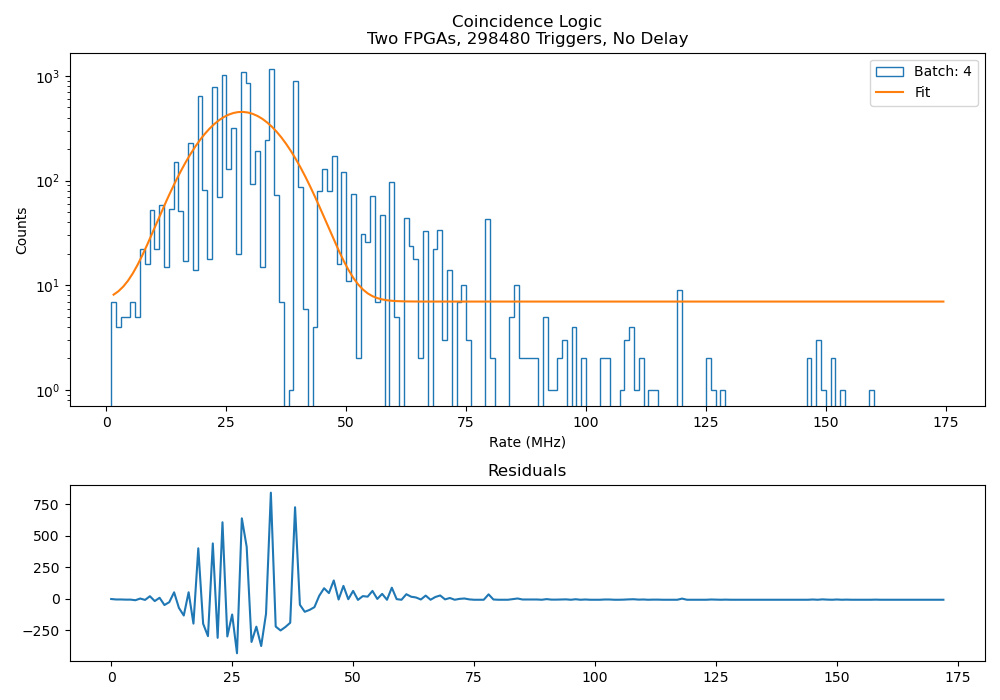 Coincidence Logic
Two FPGAs, 298480 Triggers, No Delay
Batch: 4
Fit
10³
10²
10¹
10⁰
Counts
0 25 50 75 100 125 150 175
Rate (MHz)
Residuals
750
500
250
0
−250
0 25 50 75 100 125 150 175